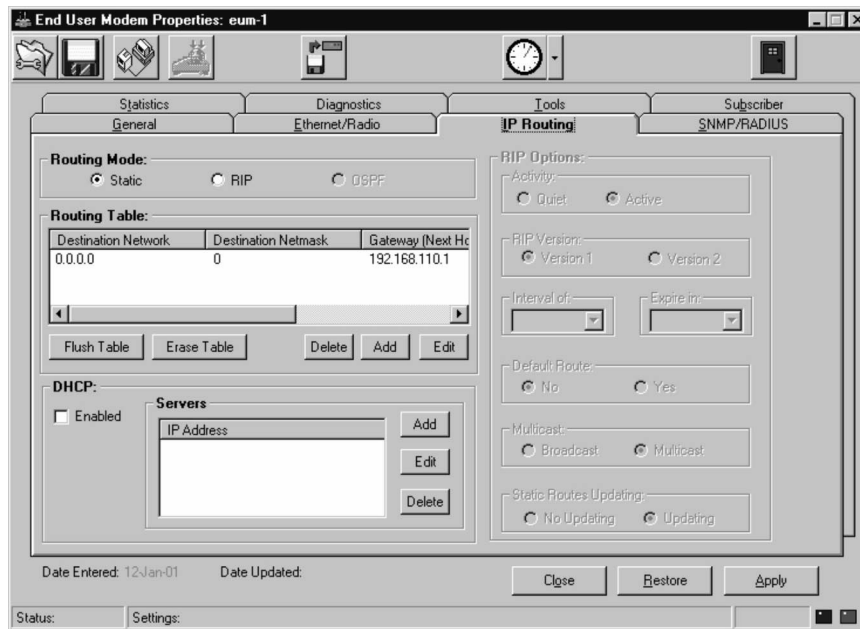 End User Modem Properties: eum-1
Statistics
Diagnostics
Tools
Subscriber
General
Ethernet/Radio
IP Routing
SNMP/RADIUS
Routing Mode:
Static
RIP
OSPF
Routing Table:
Destination Network
Destination Netmask
Gateway (Next Ho
0.0.0.0
0
192.168.110.1
Flush Table
Erase Table
Delete
Add
Edit
DHCP:
Enabled
Servers
IP Address
Add
Edit
Delete
RIP Options:
Activity:
Quiet
Active
RIP Version:
Version 1
Version 2
Interval of:
Expire in:
Default Route:
No
Yes
Multicast:
Broadcast
Multicast
Static Routes Updating:
No Updating
Updating
Date Entered: 12-Jan-01
Date Updated:
Close
Restore
Apply
Status:
Settings: